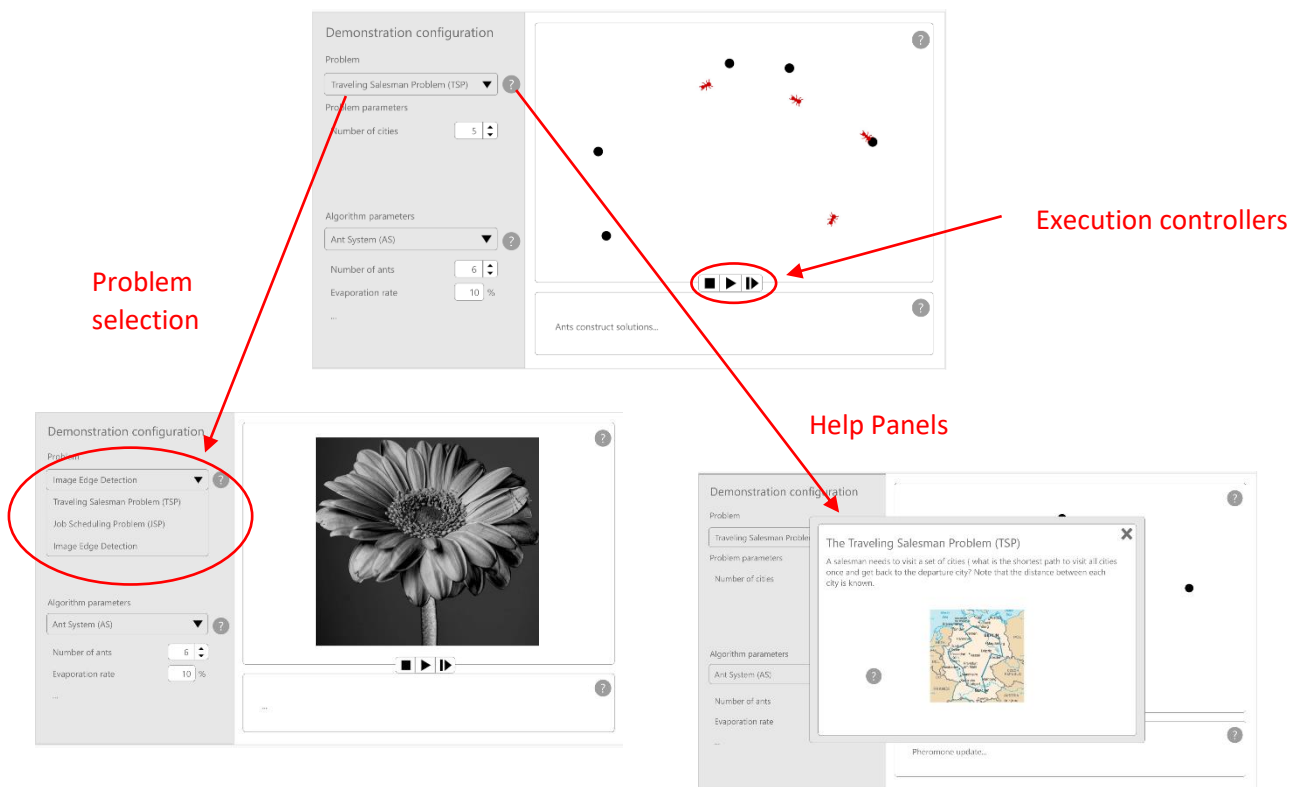 Demonstration configuration
?
Problem
Traveling Salesman Problem (TSP)
?
Problem parameters
Number of cities
5
Algorithm parameters
Ant System (AS)
?
Number of ants
6
Evaporation rate
10 %
...
?
Ants construct solutions...
Execution controllers
Problem
selection
Help Panels
Demonstration configuration
?
Problem
Image Edge Detection
?
Traveling Salesman Problem (TSP)
Job Scheduling Problem (JSP)
Image Edge Detection
Algorithm parameters
Ant System (AS)
?
Number of ants
6
Evaporation rate
10 %
...
?
...
Demonstration configuration
?
Problem
Traveling Salesman Proble
Problem parameters
Number of cities
Algorithm parameters
Ant System (AS)
?
Number of ants
Evaporation rate
...
The Traveling Salesman Problem (TSP)
A salesman needs to visit a set of cities ( what is the shortest path to visit all cities
once and get back to the departure city? Note that the distance between each
city is known.
?
Pheromone update...